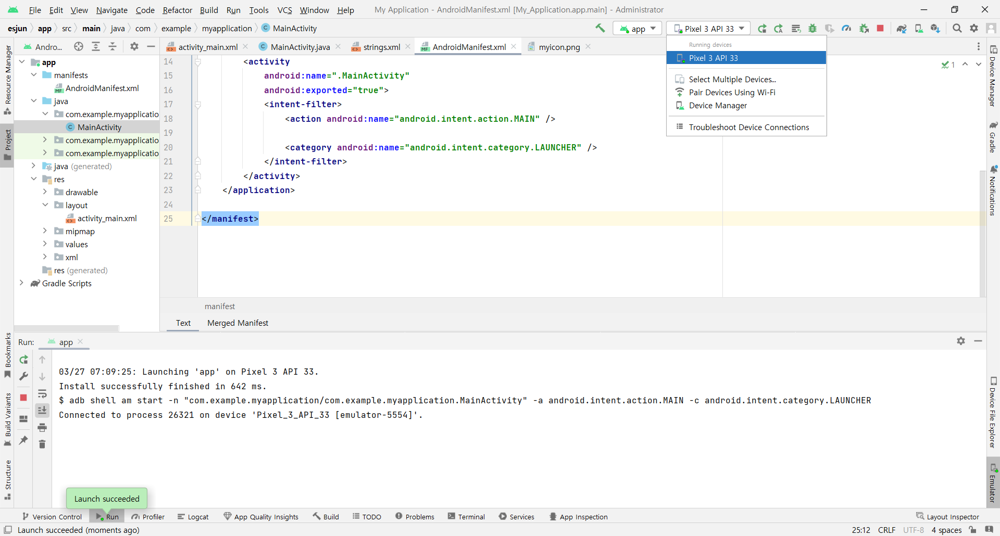 File Edit View Navigate Code Refactor Build Run Tools VCS Window Help My Application - AndroidManifest.xml [My_Application.app.main] - Administrator
esjun app src main java com example myapplication MainActivity app Pixel 3 API 33
Andro... activity_main.xml MainActivity.java strings.xml AndroidManifest.xml myicon.png
Running devices
Pixel 3 API 33
Select Multiple Devices...
Pair Devices Using Wi-Fi
Device Manager
Troubleshoot Device Connections
Resource Manager
Project
Bookmarks
Build Variants
Structure
app
manifests
AndroidManifest.xml
java
com.example.myapplicatio
MainActivity
com.example.myapplicatio
com.example.myapplicatio
java (generated)
res
drawable
layout
activity_main.xml
mipmap
values
xml
res (generated)
Gradle Scripts
14 <activity
15 android:name=".MainActivity"
16 android:exported="true">
17 <intent-filter>
18 <action android:name="android.intent.action.MAIN" />
19
20 <category android:name="android.intent.category.LAUNCHER" />
21 </intent-filter>
22 </activity>
23 </application>
24
25 </manifest>
1
manifest
Text Merged Manifest
Device Manager
Gradle
Notifications
Device File Explorer
Emulator
Run: app
03/27 07:09:25: Launching 'app' on Pixel 3 API 33.
Install successfully finished in 642 ms.
$ adb shell am start -n "com.example.myapplication/com.example.myapplication.MainActivity" -a android.intent.action.MAIN -c android.intent.category.LAUNCHER
Connected to process 26321 on device 'Pixel_3_API_33 [emulator-5554]'.
Launch succeeded
Version Control Run Profiler Logcat App Quality Insights Build TODO Problems Terminal Services App Inspection Layout Inspector
Launch succeeded (moments ago) 25:12 CRLF UTF-8 4 spaces